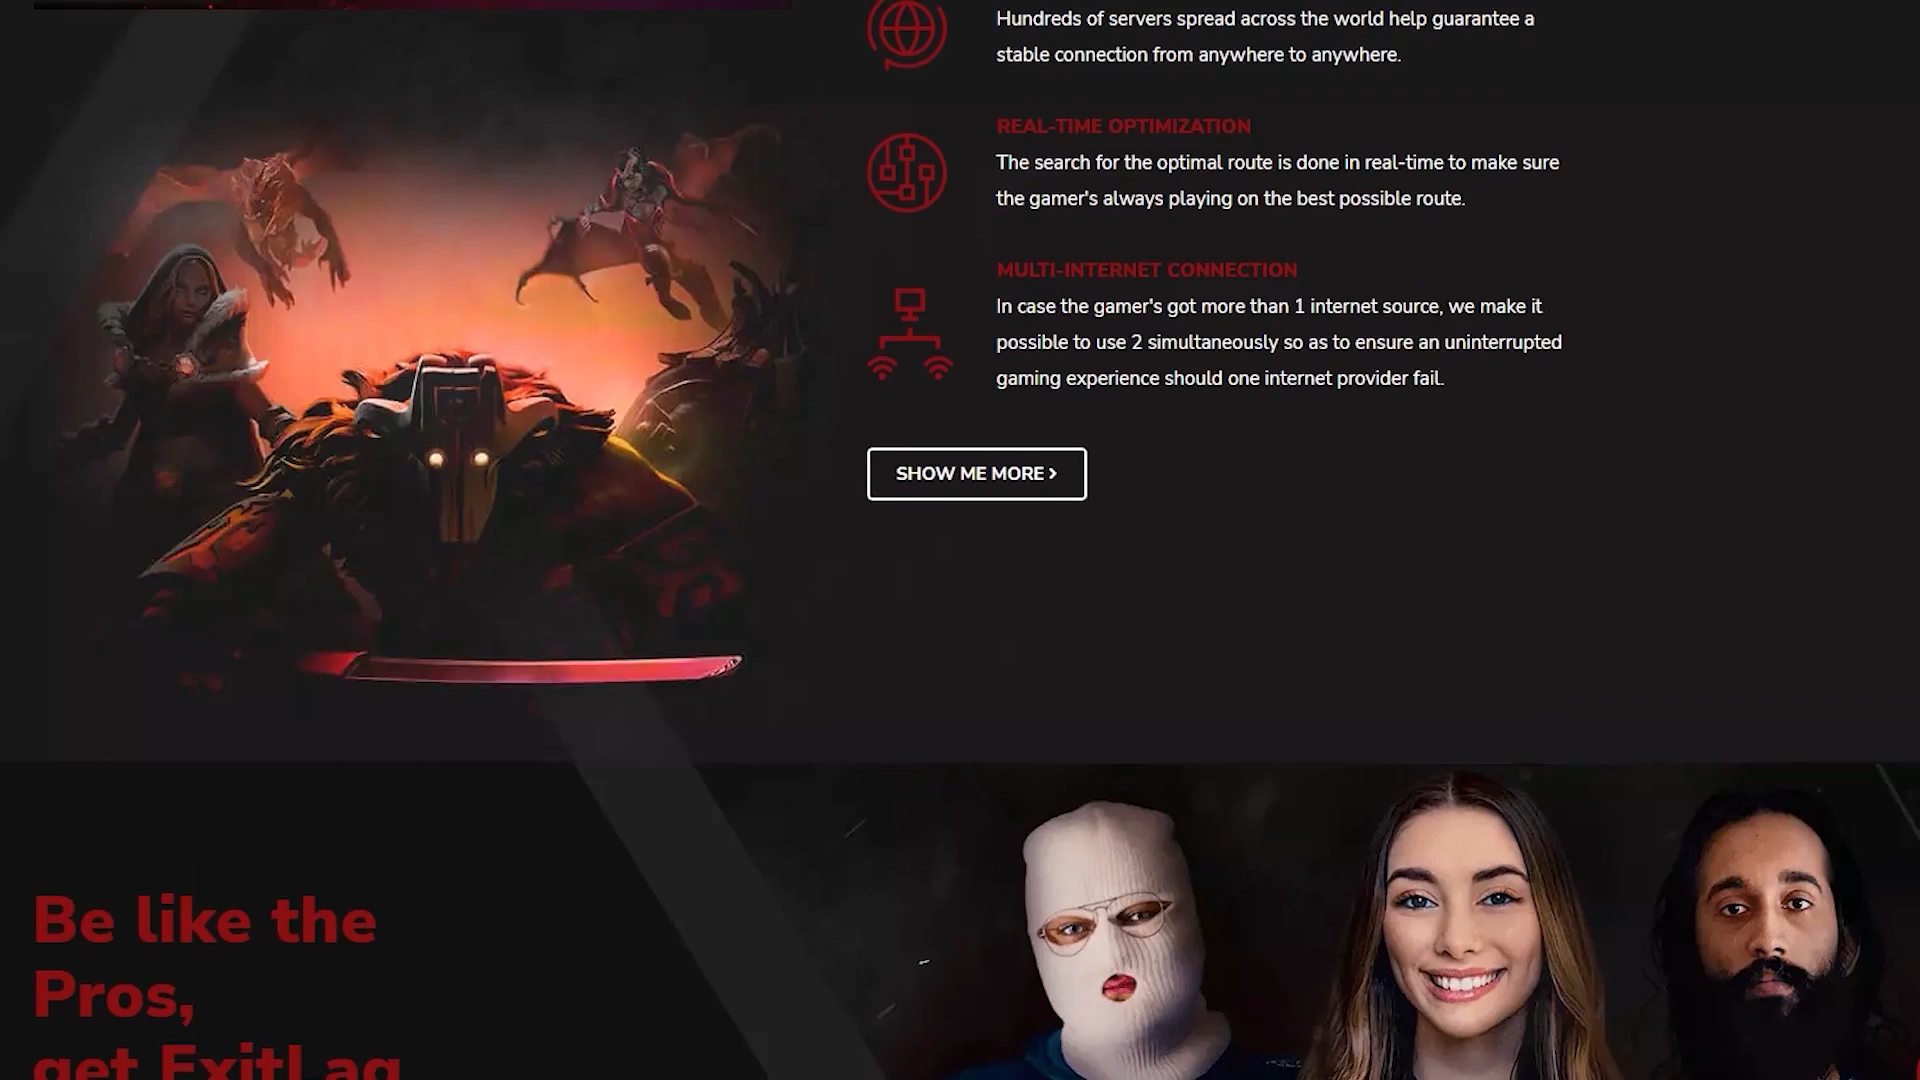 Hundreds of servers spread across the world help guarantee a
stable connection from anywhere to anywhere.
REAL-TIME OPTIMIZATION
The search for the optimal route is done in real-time to make sure
the gamer's always playing on the best possible route.
MULTI-INTERNET CONNECTION
In case the gamer's got more than 1 internet source, we make it
possible to use 2 simultaneously so as to ensure an uninterrupted
gaming experience should one internet provider fail.
SHOW ME MORE >
Be like the
Pros,
get ExitLag